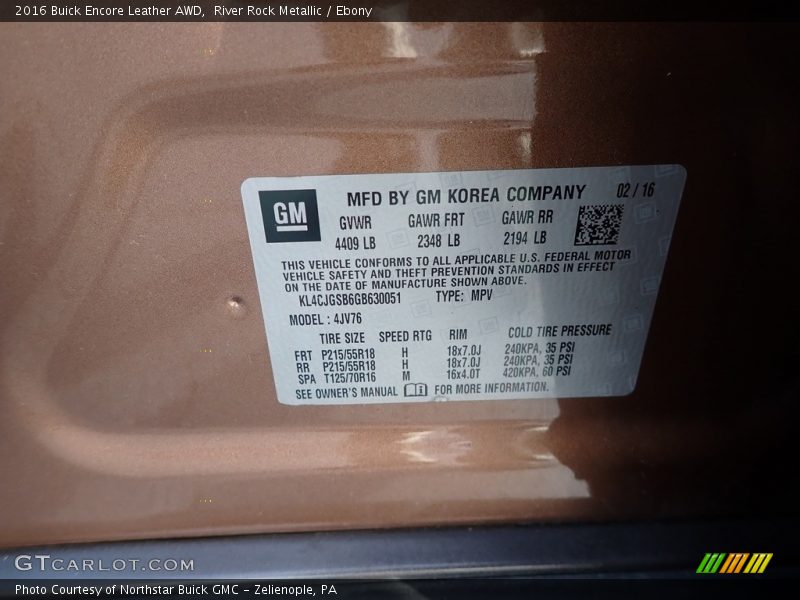 2016 Buick Encore Leather AWD,  River Rock Metallic / Ebony
GM
MFD BY GM KOREA COMPANY 02 / 16
GVWR GAWR FRT GAWR RR
4409 LB 2348 LB 2194 LB
THIS VEHICLE CONFORMS TO ALL APPLICABLE U.S. FEDERAL MOTOR
VEHICLE SAFETY AND THEFT PREVENTION STANDARDS IN EFFECT
ON THE DATE OF MANUFACTURE SHOWN ABOVE.
KL4CJGSB6GB630051 TYPE: MPV
MODEL : 4JV76
TIRE SIZE SPEED RTG RIM COLD TIRE PRESSURE
FRT P215/55R18 H 18x7.0J 240KPA, 35 PSI
RR P215/55R18 H 18x7.0J 240KPA, 35 PSI
SPA T125/70R16 M 16x4.0T 420KPA, 60 PSI
SEE OWNER'S MANUAL FOR MORE INFORMATION.
GTCARLOT.COM
Photo Courtesy of Northstar Buick GMC - Zelienople, PA